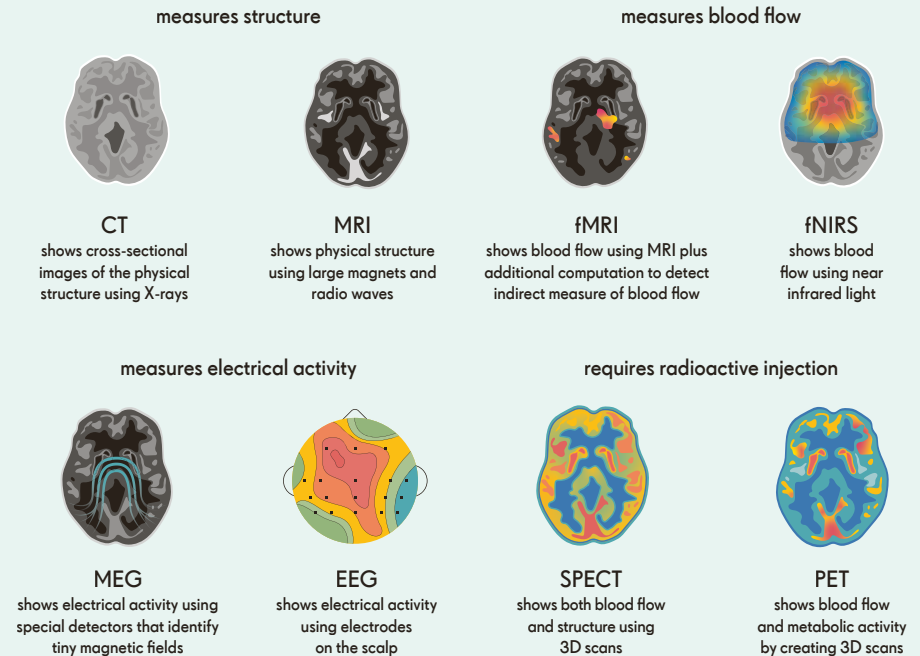 measures structure
measures blood flow
CT
shows cross-sectional
images of the physical
structure using X-rays
MRI
shows physical structure
using large magnets and
radio waves
fMRI
shows blood flow using MRI plus
additional computation to detect
indirect measure of blood flow
fNIRS
shows blood
flow using near
infrared light
measures electrical activity
requires radioactive injection
MEG
shows electrical activity using
special detectors that identify
tiny magnetic fields
EEG
shows electrical activity
using electrodes
on the scalp
SPECT
shows both blood flow
and structure using
3D scans
PET
shows blood flow
and metabolic activity
by creating 3D scans